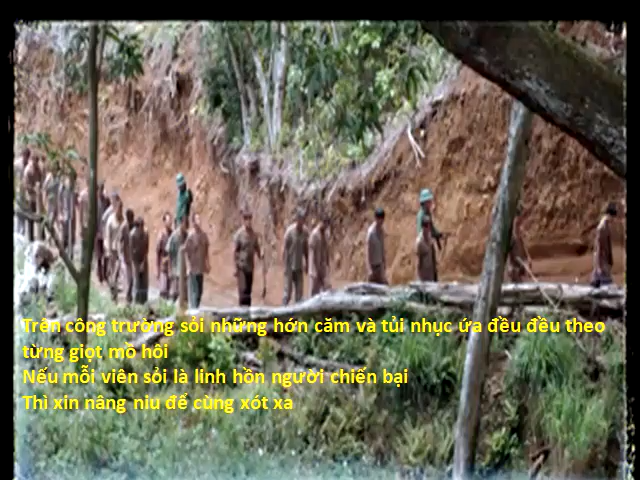 Trên công trường sỏi những hớn căm và tủi nhục ứa đều đều theo
từng giọt mồ hôi
Nếu mỗi viên sỏi là linh hồn người chiến bại
Thì xin nâng niu để cùng xót xa